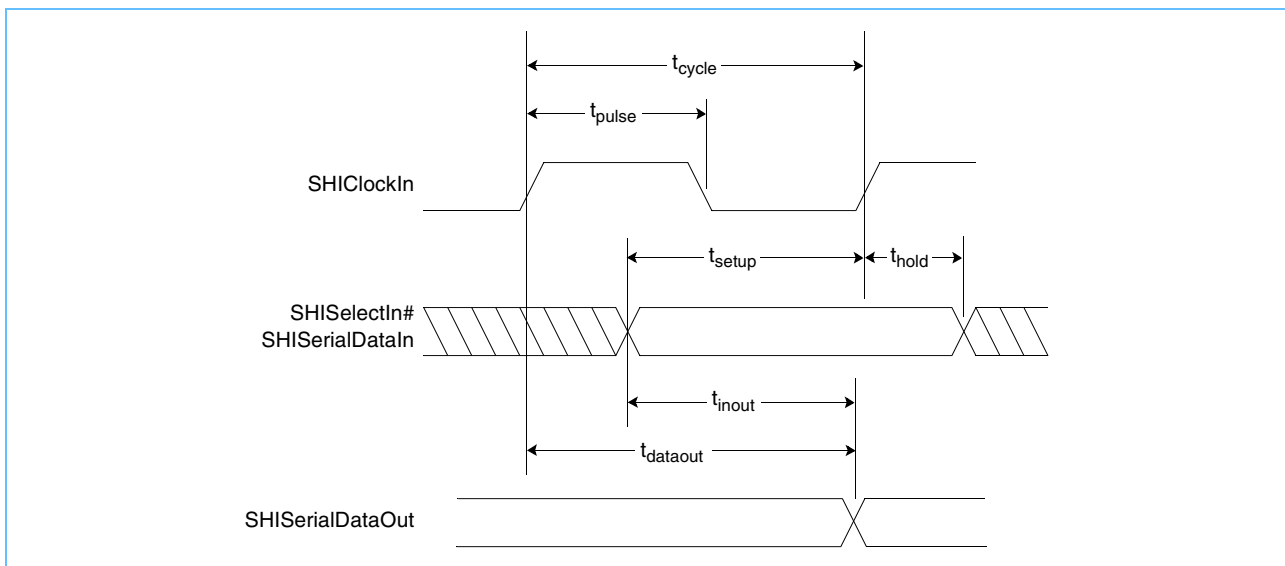 tcycle
tpulse
SHIClockIn
tsetup
thold
SHISelectIn#
SHISerialDataIn
tinout
tdataout
SHISerialDataOut